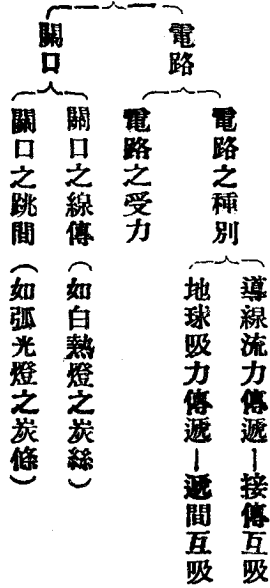 電路
電路之種別
導線流力傳遞—接傳互吸
地球吸力傳遞—遞間互吸
電路之受力
關口
關口之線傳（如白熱燈之炭絲）
關口之跳間（如弧光燈之炭條）